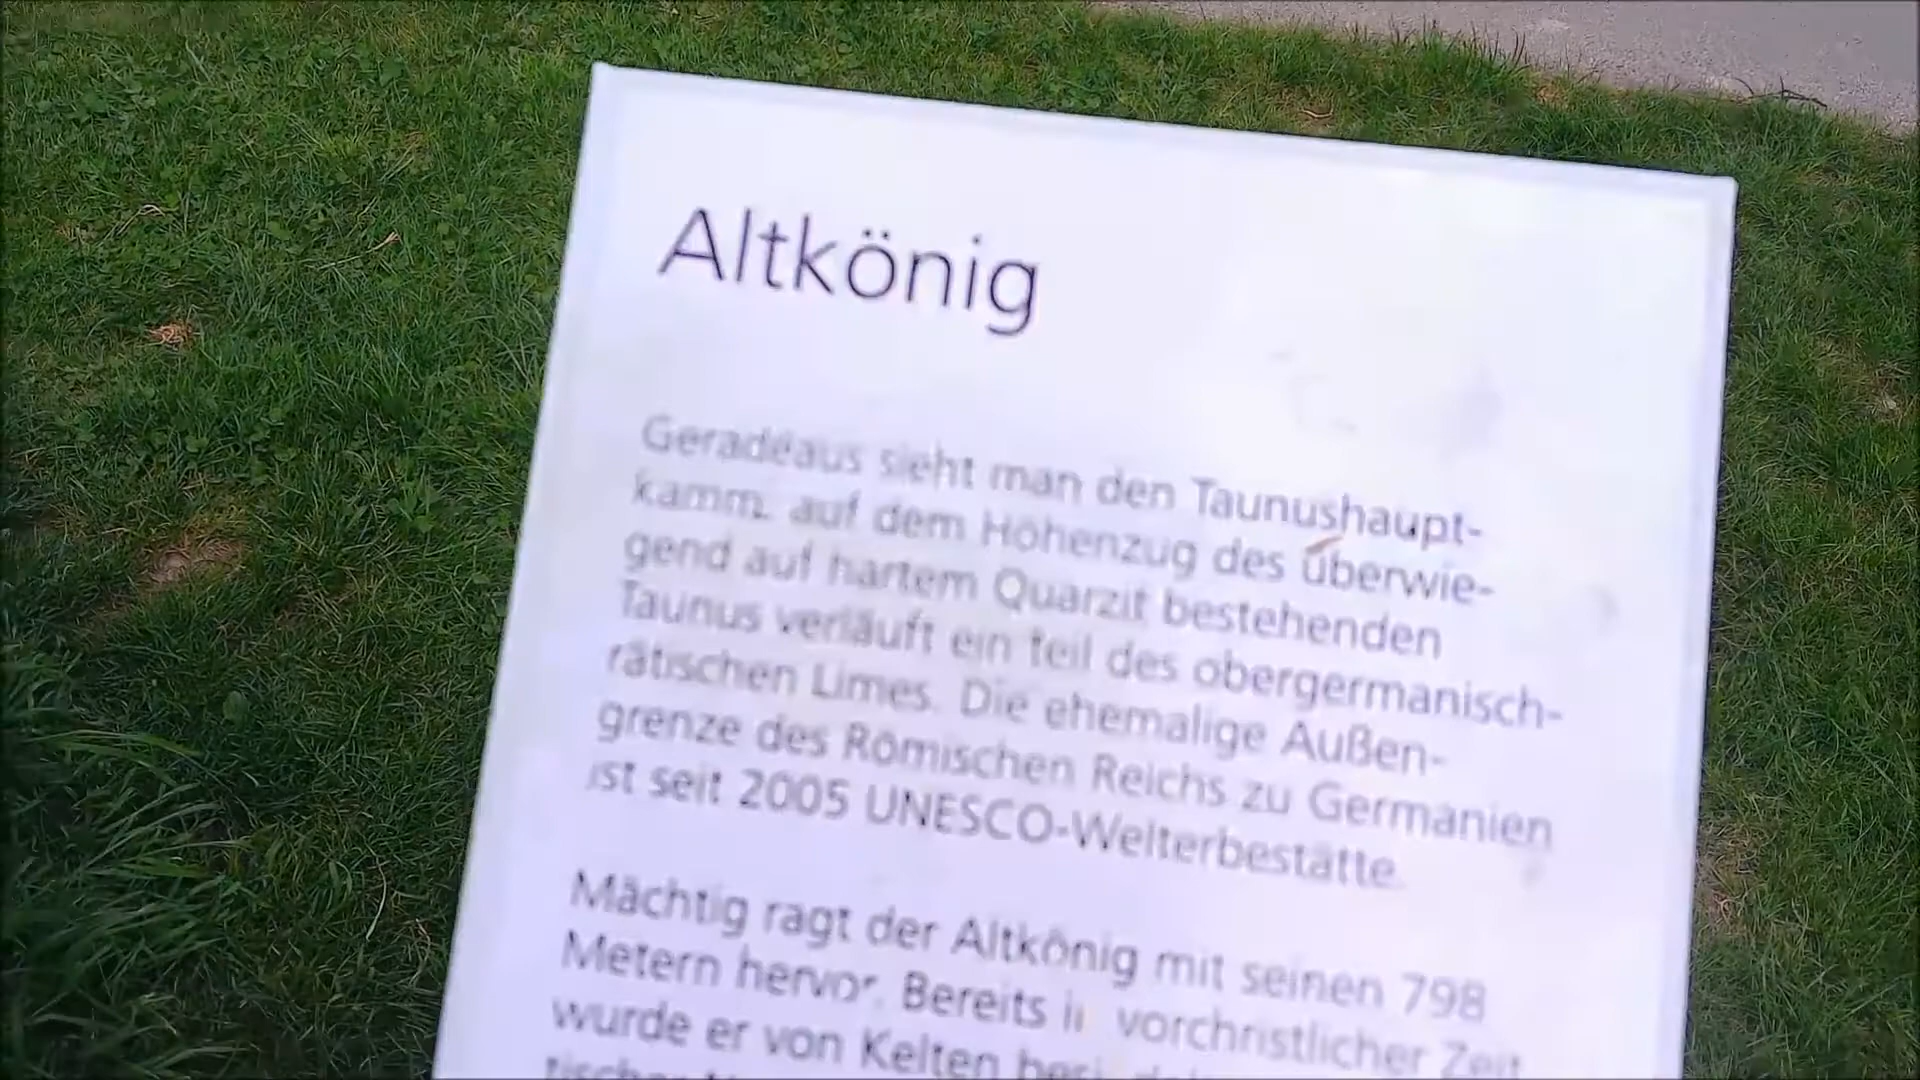 Altkönig
Geradeaus sieht man den Taunushaupt-
kamm, auf dem Höhenzug des überwie-
gend auf hartem Quarzit bestehenden
Taunus verläuft ein teil des obergermanisch-
rätischen Limes. Die ehemalige Außen-
grenze des Römischen Reichs zu Germanien
ist seit 2005 UNESCO-Welterbestätte.
Mächtig ragt der Altkönig mit seinen 798
Metern hervor. Bereits in vorchristlicher Zeit
wurde er von Kelten